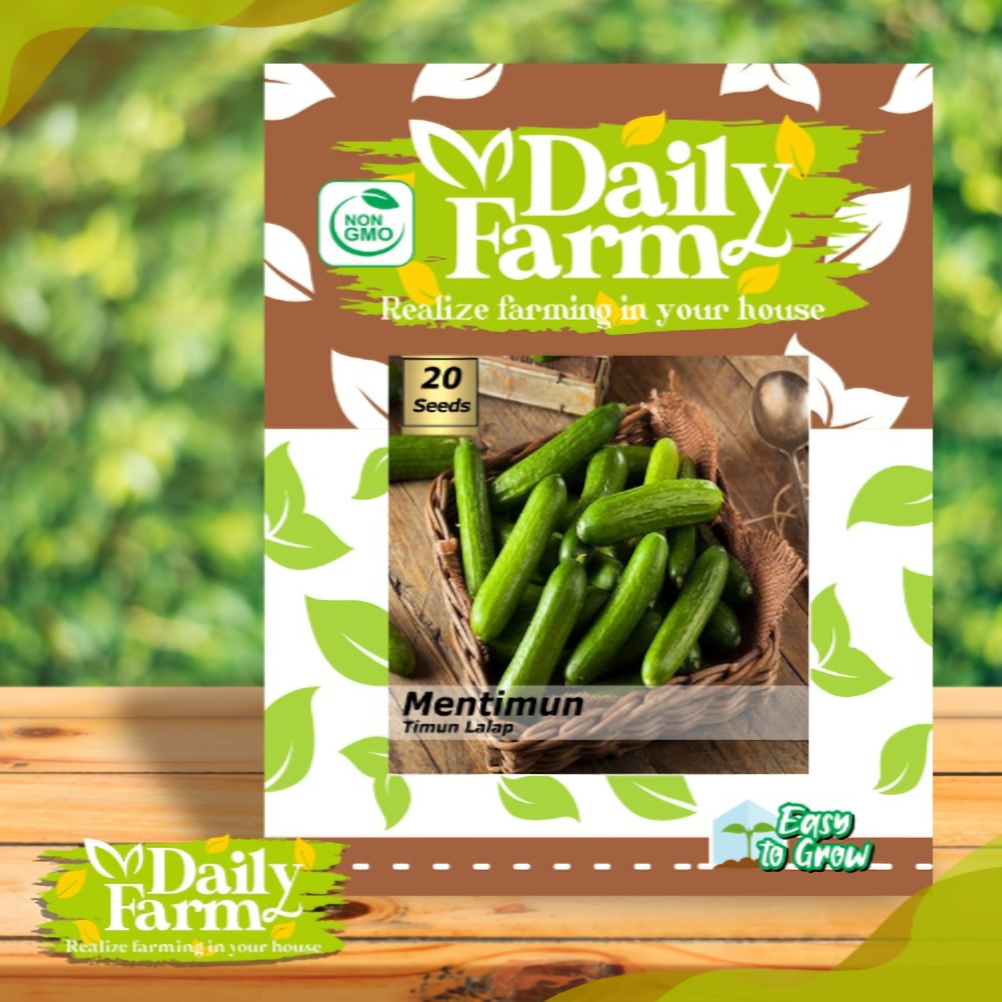 NON
GMO
Daily
Farm
Realize farming in your house
20
Seeds
Mentimun
Timun Lalap
Easy
to Grow
Daily
Farm
Realize farming in your house